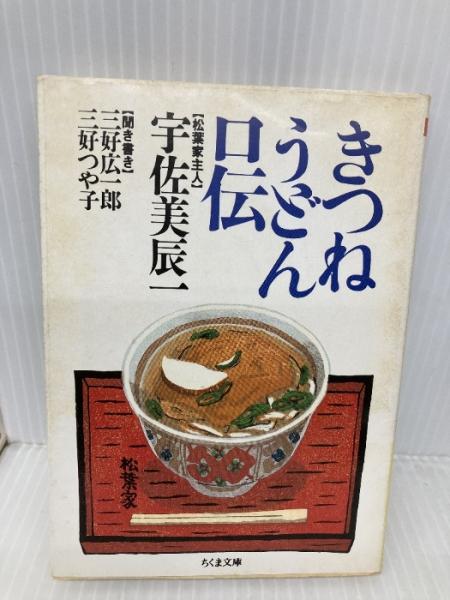 きつね
うどん
口伝
【松葉家主人】
宇佐美辰一
【聞き書き】
三好広一郎
三好つや子
松葉家
ちくま文庫